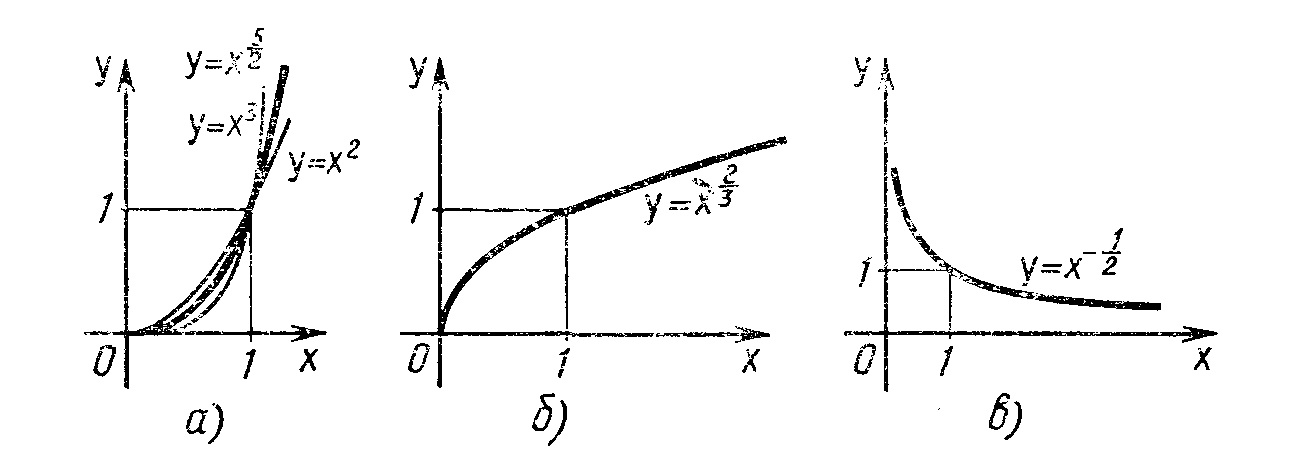 y=x^{5/2}
y=x^3
y=x^2
y
1
0
1
x
а)
y
1
y=x^{2/3}
0
1
x
б)
y
1
y=x^{-1/2}
0
1
x
в)